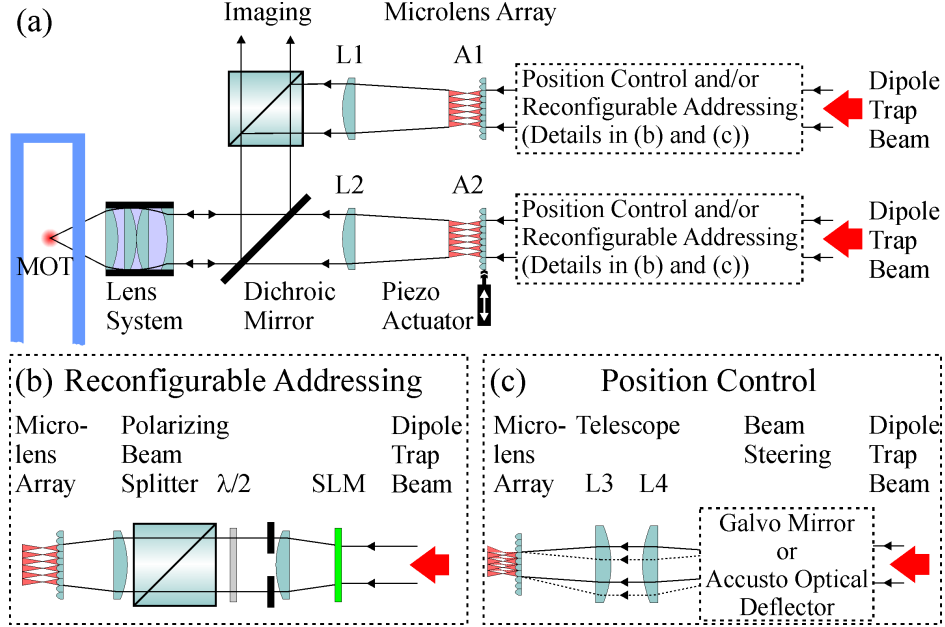 (a)
Imaging
Microlens Array
L1
A1
Position Control and/or
Reconfigurable Addressing
(Details in (b) and (c))
Dipole
Trap
Beam
L2
A2
Position Control and/or
Reconfigurable Addressing
(Details in (b) and (c))
Dipole
Trap
Beam
MOT
Lens
System
Dichroic
Mirror
Piezo
Actuator
(b) Reconfigurable Addressing
Micro-
lens
Array
Polarizing
Beam
Splitter
λ/2
SLM
Dipole
Trap
Beam
(c) Position Control
Micro-
lens
Array
Telescope
L3
L4
Beam
Steering
Dipole
Trap
Beam
Galvo Mirror
or
Accusto Optical
Deflector